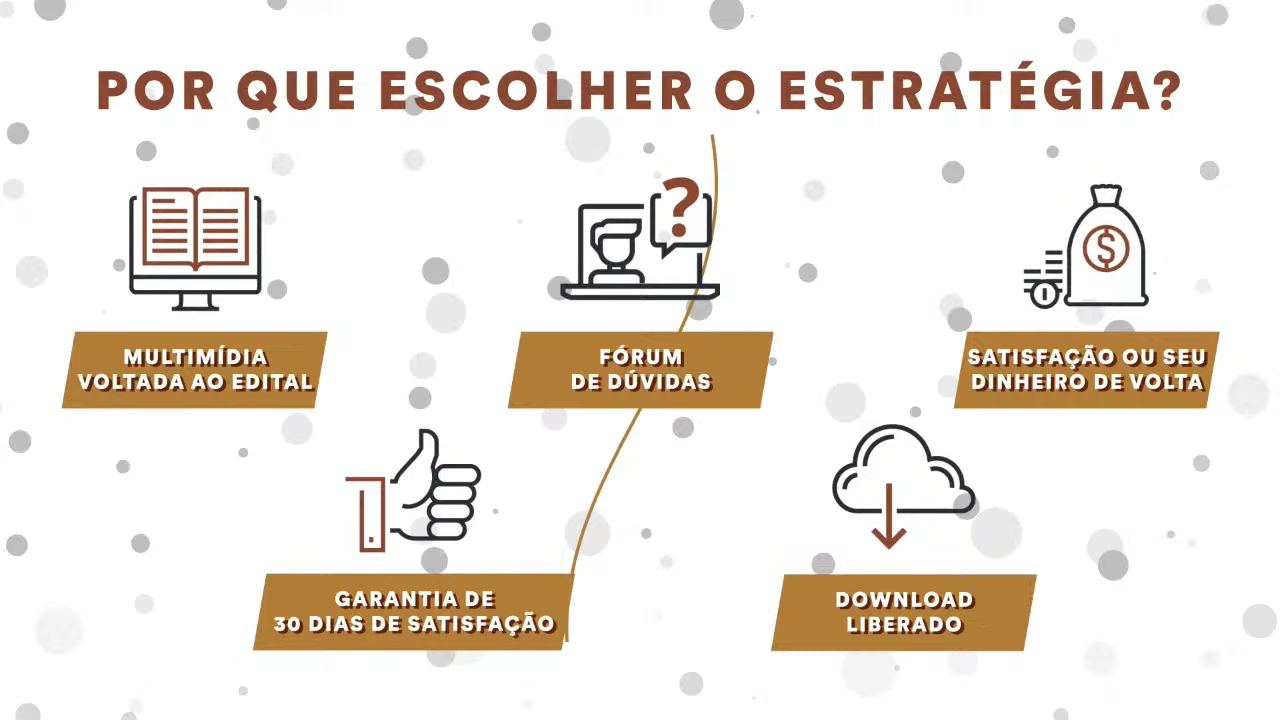 POR QUE ESCOLHER O ESTRATÉGIA?
?
$
MULTIMÍDIA
VOLTADA AO EDITAL
FÓRUM
DE DÚVIDAS
SATISFAÇÃO OU SEU
DINHEIRO DE VOLTA
GARANTIA DE
30 DIAS DE SATISFAÇÃO
DOWNLOAD
LIBERADO